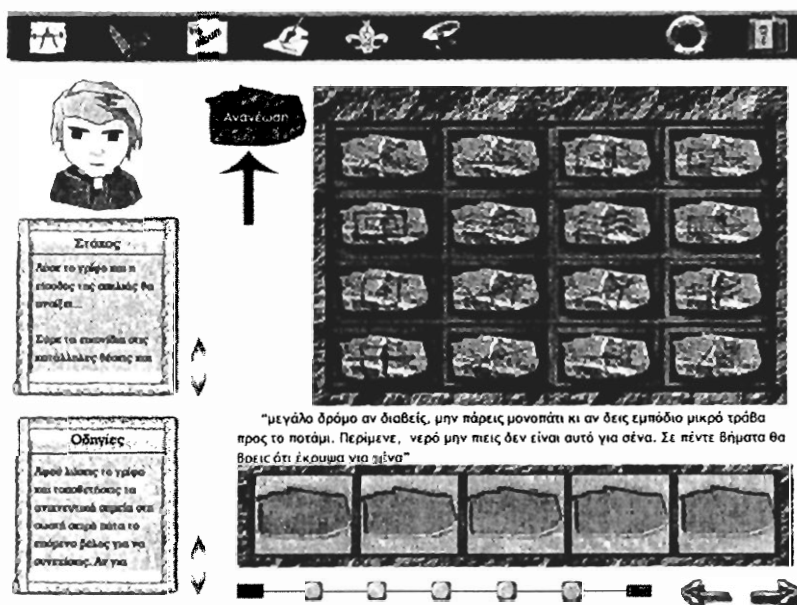 album
Ανανέωση
Στόχος
Λύσε το γρίφο και η
είσοδος της σπηλιάς θα
ανοίξει...
Σύρε τα εικονίδια στις
κατάλληλες θέσεις και
"μεγάλο δρόμο αν διαβείς, μην πάρεις μονοπάτι κι αν δεις εμπόδιο μικρό τράβα
προς το ποτάμι. Περίμενε, νερό μην πιεις δεν είναι αυτό για σένα. Σε πέντε βήματα θα
βρεις ότι έκρυψα για μένα"
Οδηγίες
Αφού λύσεις το γρίφο
και τοποθετήσεις τα
ανιχνευτικά σημεία στη
σωστή σειρά πάτα το
επόμενο βέλος για να
συνεχίσεις. Αν για